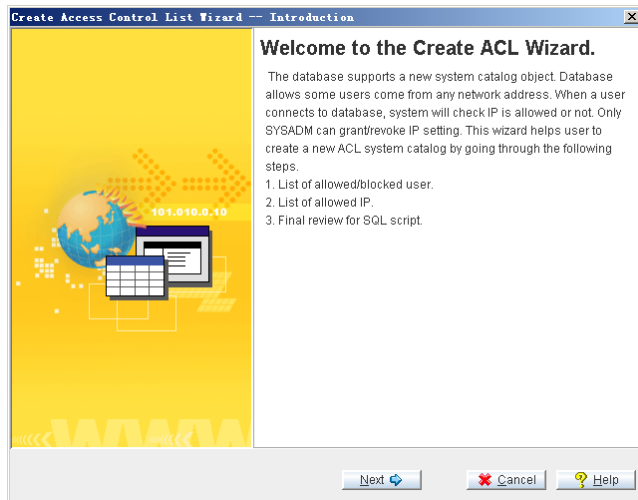 Create Access Control List Wizard -- Introduction
Welcome to the Create ACL Wizard.
The database supports a new system catalog object. Database
allows some users come from any network address. When a user
connects to database, system will check IP is allowed or not. Only
SYSADM can grant/revoke IP setting. This wizard helps user to
create a new ACL system catalog by going through the following
steps.
1. List of allowed/blocked user.
2. List of allowed IP.
3. Final review for SQL script.
101.010.0.10
WWW
Next
Cancel
Help